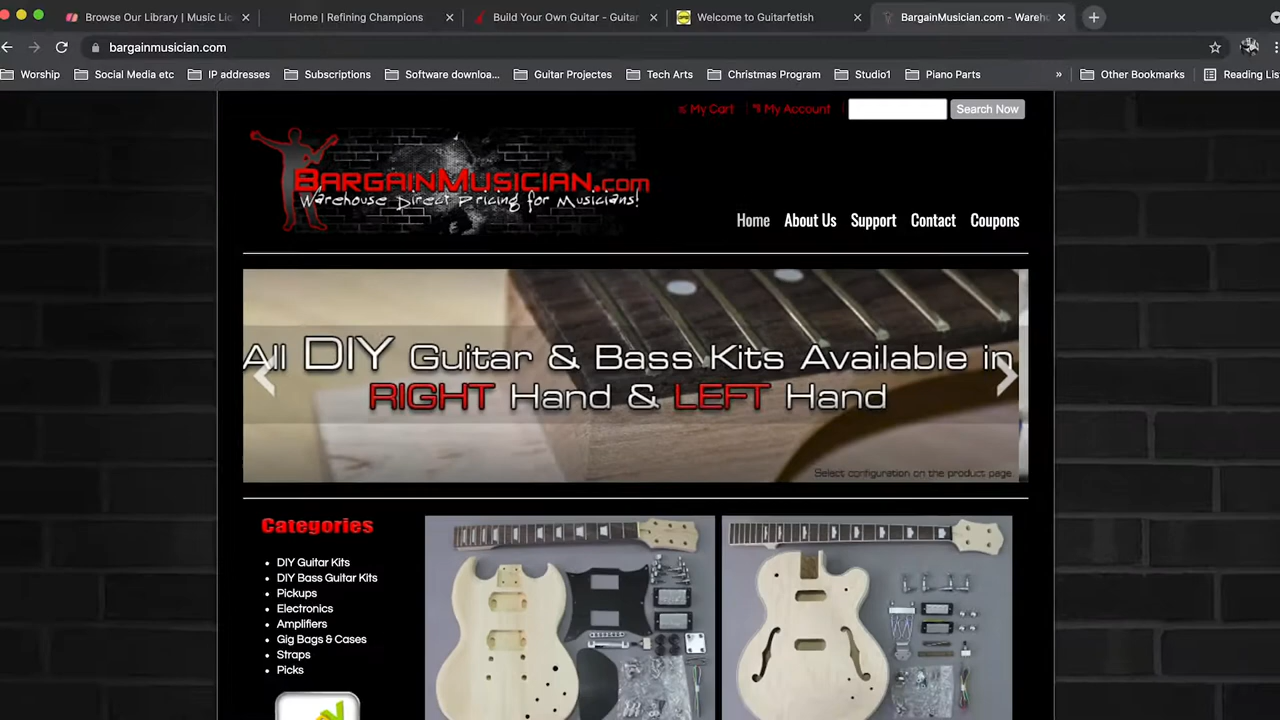 Browse Our Library | Music Lic
Home | Refining Champions
Build Your Own Guitar - Guitar
Welcome to Guitarfetish
BargainMusician.com - Wareh
bargainmusician.com
Worship
Social Media etc
IP addresses
Subscriptions
Software downloa...
Guitar Projectes
Tech Arts
Christmas Program
Studio1
Piano Parts
»
Other Bookmarks
Reading Lis
My Cart
My Account
Search Now
BargainMusician.com
Warehouse Direct Pricing for Musicians!
Home About Us Support Contact Coupons
All DIY Guitar & Bass Kits Available in
RIGHT Hand & LEFT Hand
Select configuration on the product page
Categories
DIY Guitar Kits
DIY Bass Guitar Kits
Pickups
Electronics
Amplifiers
Gig Bags & Cases
Straps
Picks